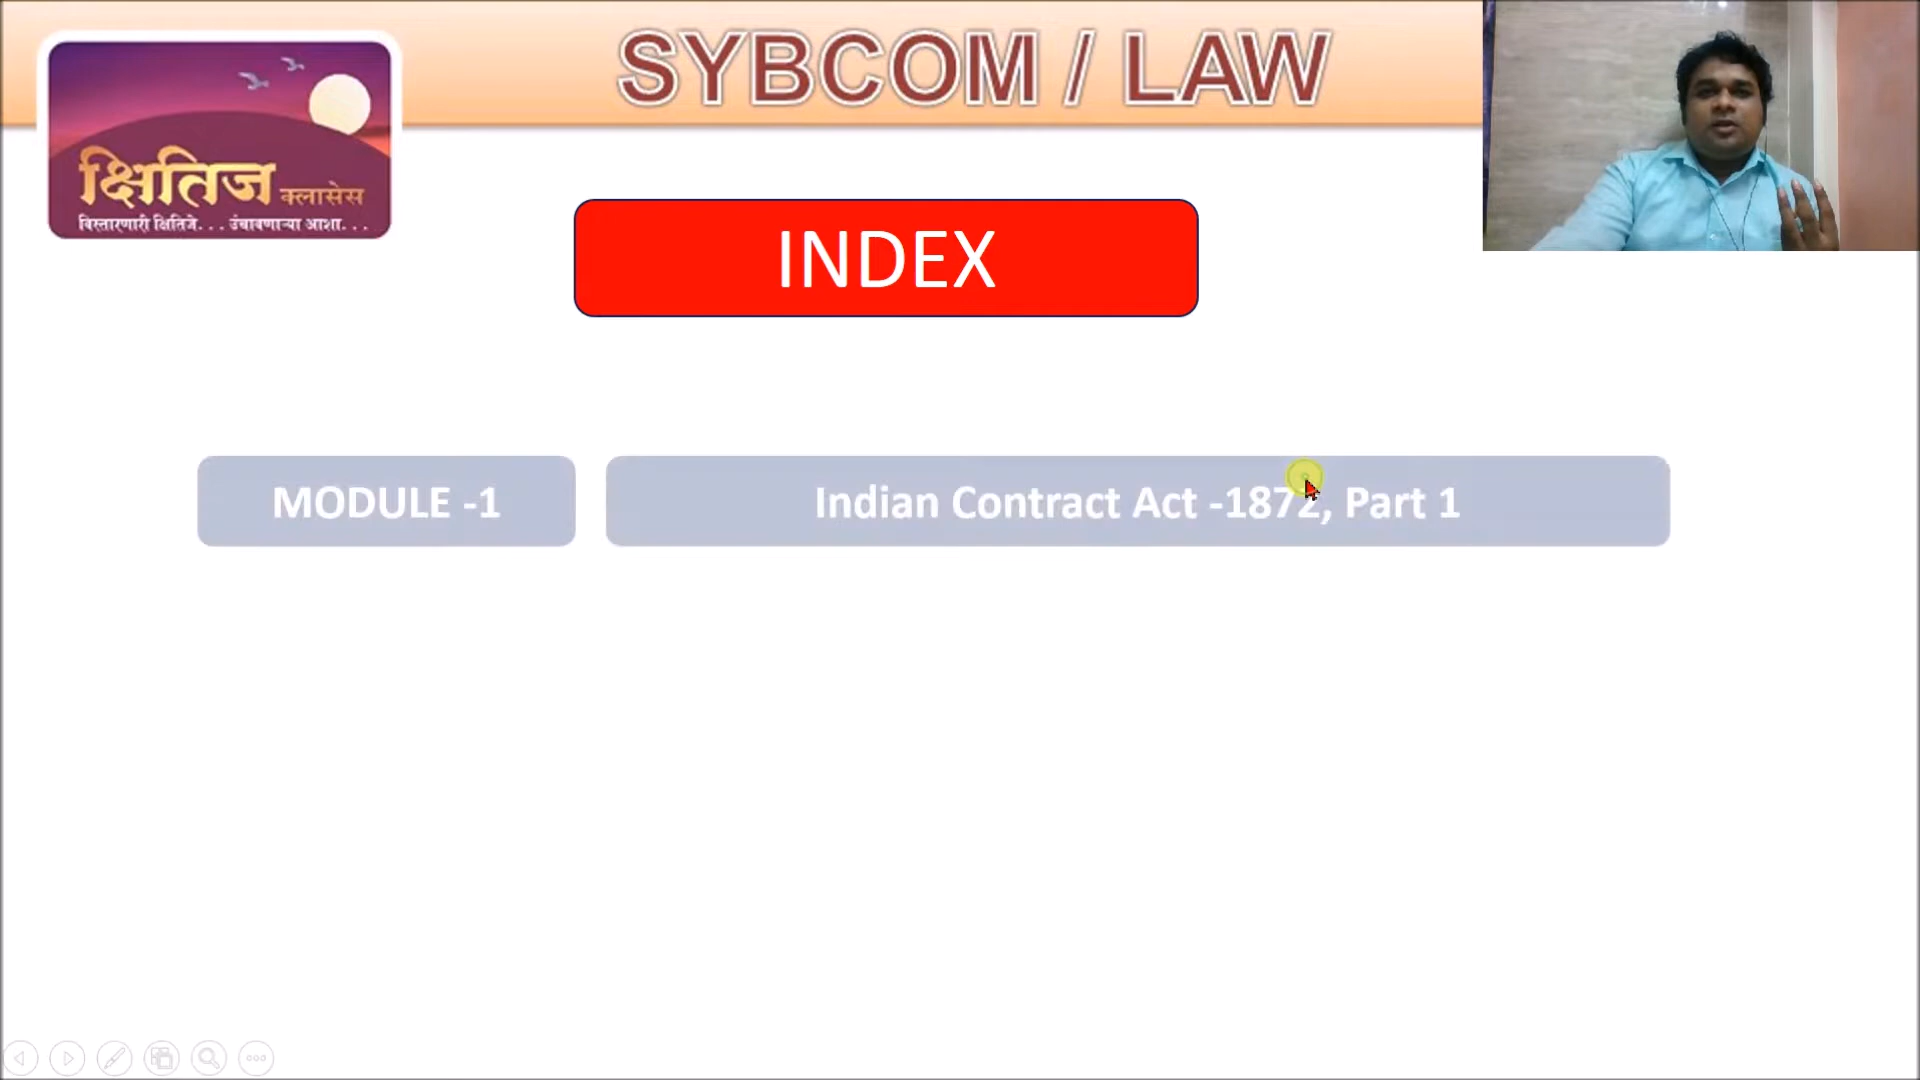 SYBCOM / LAW
क्षितिज क्लासेस
विस्तारणारी क्षितिजे. . . उंचावणाऱ्या आशा. . .
INDEX
MODULE -1
Indian Contract Act -1872, Part 1